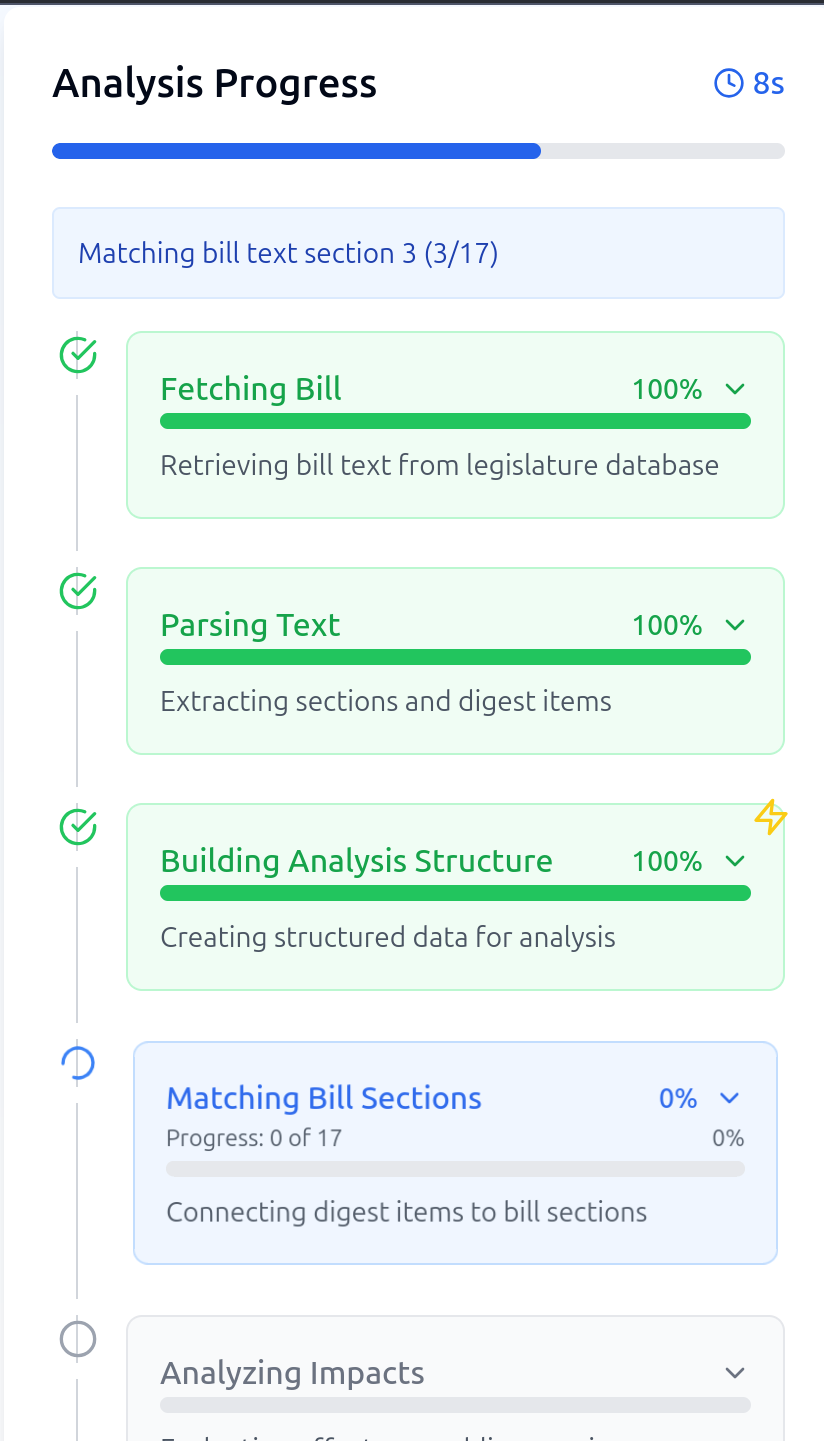 Analysis Progress
8s
Matching bill text section 3 (3/17)
Fetching Bill
100%
Retrieving bill text from legislature database
Parsing Text
100%
Extracting sections and digest items
Building Analysis Structure
100%
Creating structured data for analysis
Matching Bill Sections
0%
Progress: 0 of 17
0%
Connecting digest items to bill sections
Analyzing Impacts